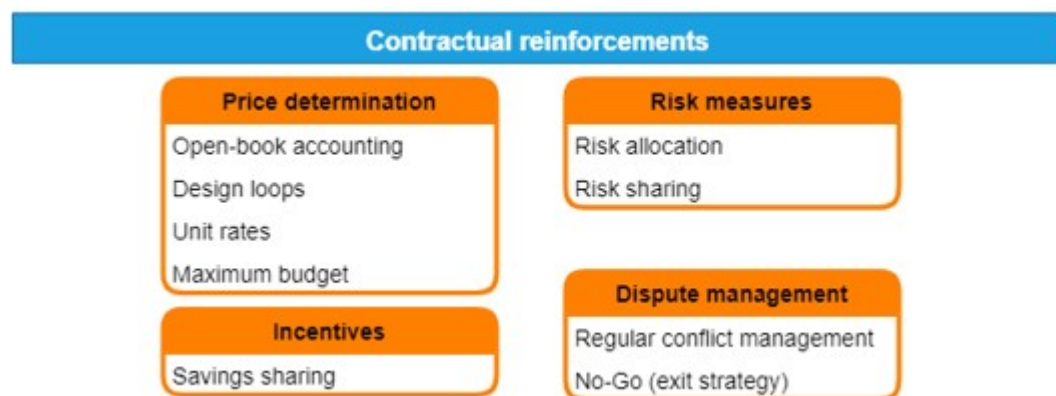 Contractual reinforcements
Price determination
Open-book accounting
Design loops
Unit rates
Maximum budget
Incentives
Savings sharing
Risk measures
Risk allocation
Risk sharing
Dispute management
Regular conflict management
No-Go (exit strategy)